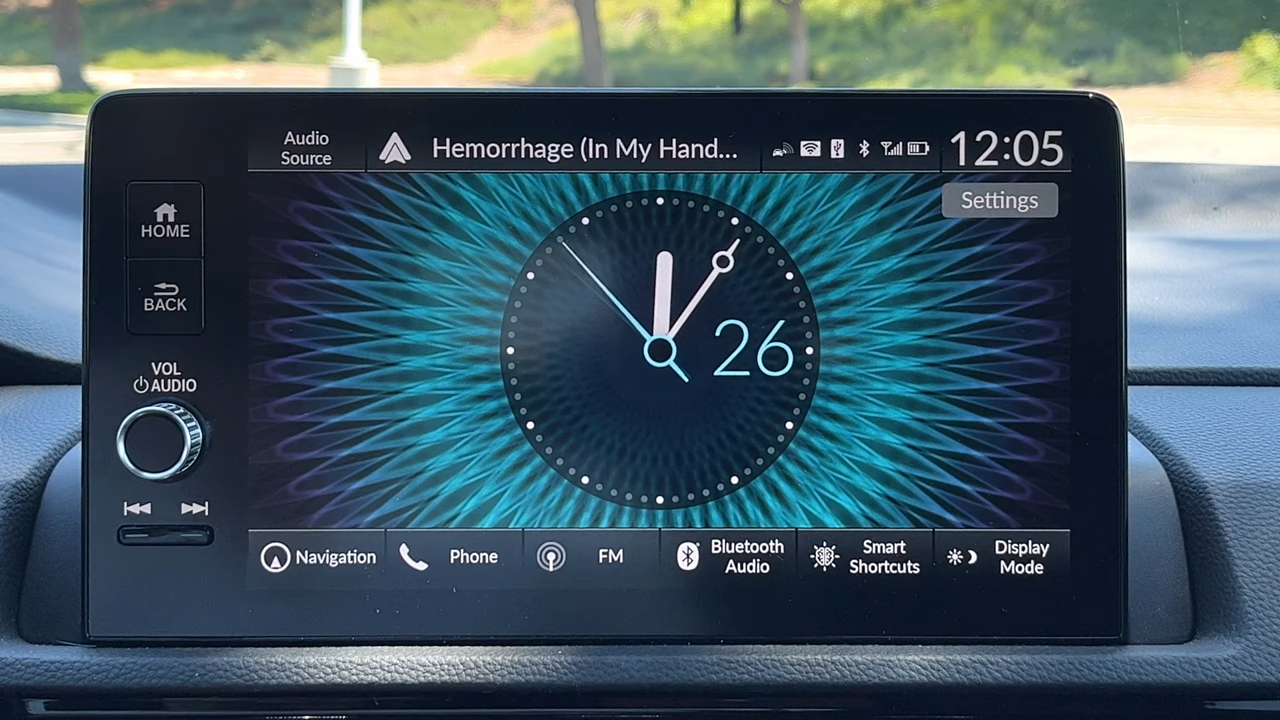 Audio
Source
Hemorrhage (In My Hand...
12:05
Settings
HOME
BACK
VOL
AUDIO
26
Navigation
Phone
FM
Bluetooth
Audio
Smart
Shortcuts
Display
Mode